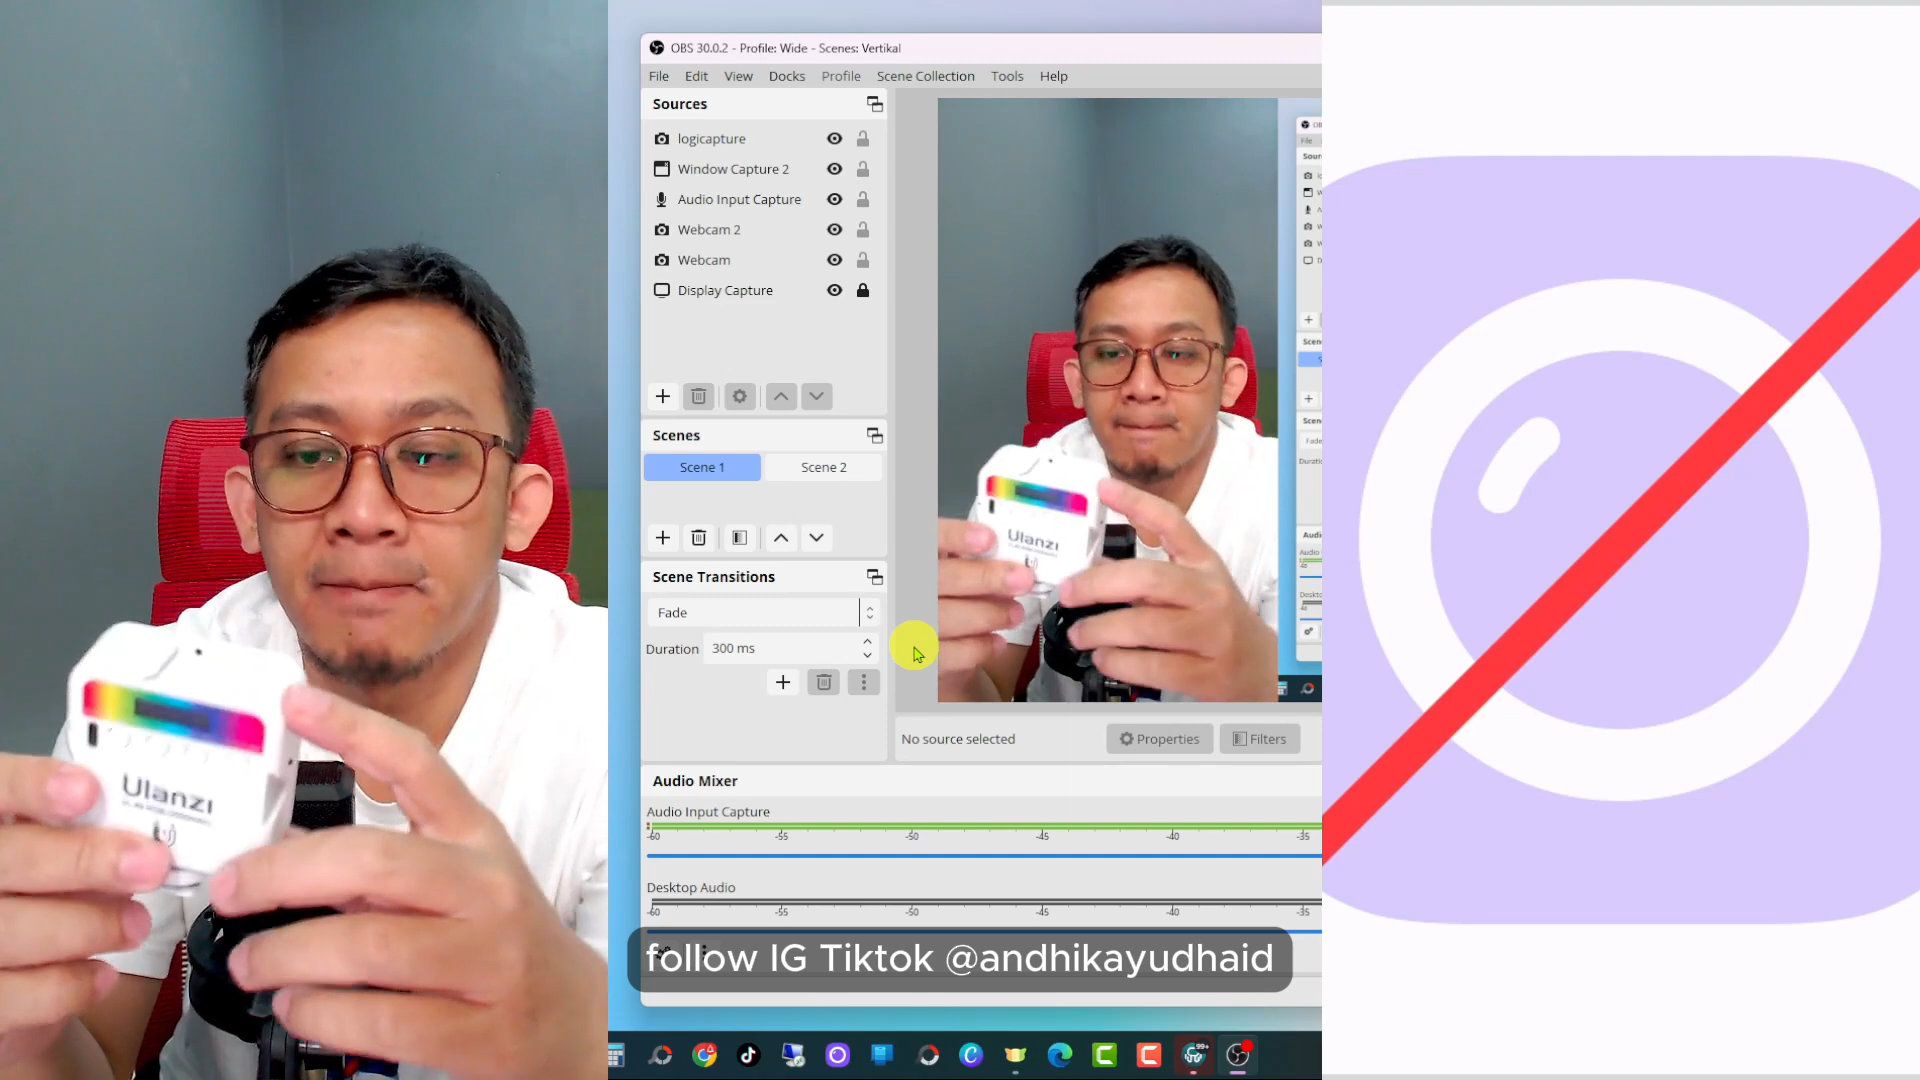 Ulanzi
OBS 30.0.2 - Profile: Wide - Scenes: Vertikal
File Edit View Docks Profile Scene Collection Tools Help
Sources
logicapture
Window Capture 2
Audio Input Capture
Webcam 2
Webcam
Display Capture
Scenes
Scene 1 Scene 2
Scene Transitions
Fade
Duration 300 ms
Ulanzi
No source selected Properties Filters
Audio Mixer
Audio Input Capture
-60 -55 -50 -45 -40 -35
Desktop Audio
-60 -55 -50 -45 -40 -35
follow IG Tiktok @andhikayudhaid
99+